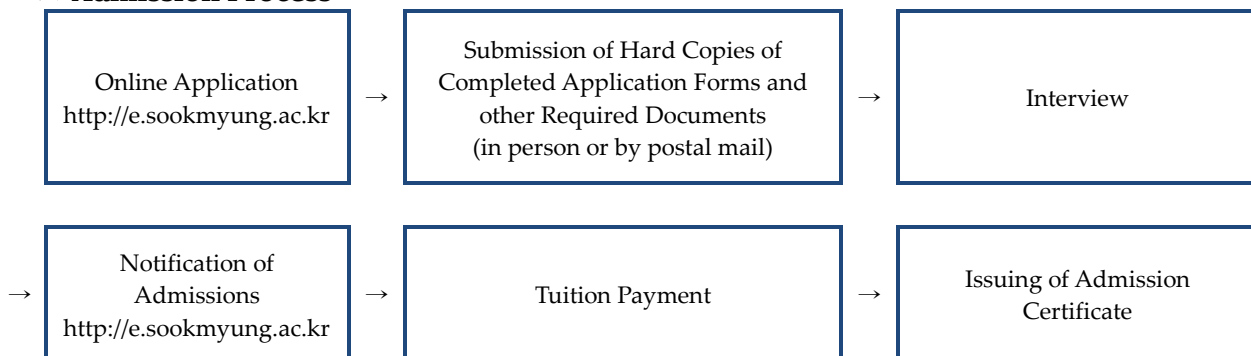 Admission Process
Online Application
http://e.sookmyung.ac.kr
→
Submission of Hard Copies of
Completed Application Forms and
other Required Documents
(in person or by postal mail)
→
Interview
→
Notification of
Admissions
http://e.sookmyung.ac.kr
→
Tuition Payment
→
Issuing of Admission
Certificate